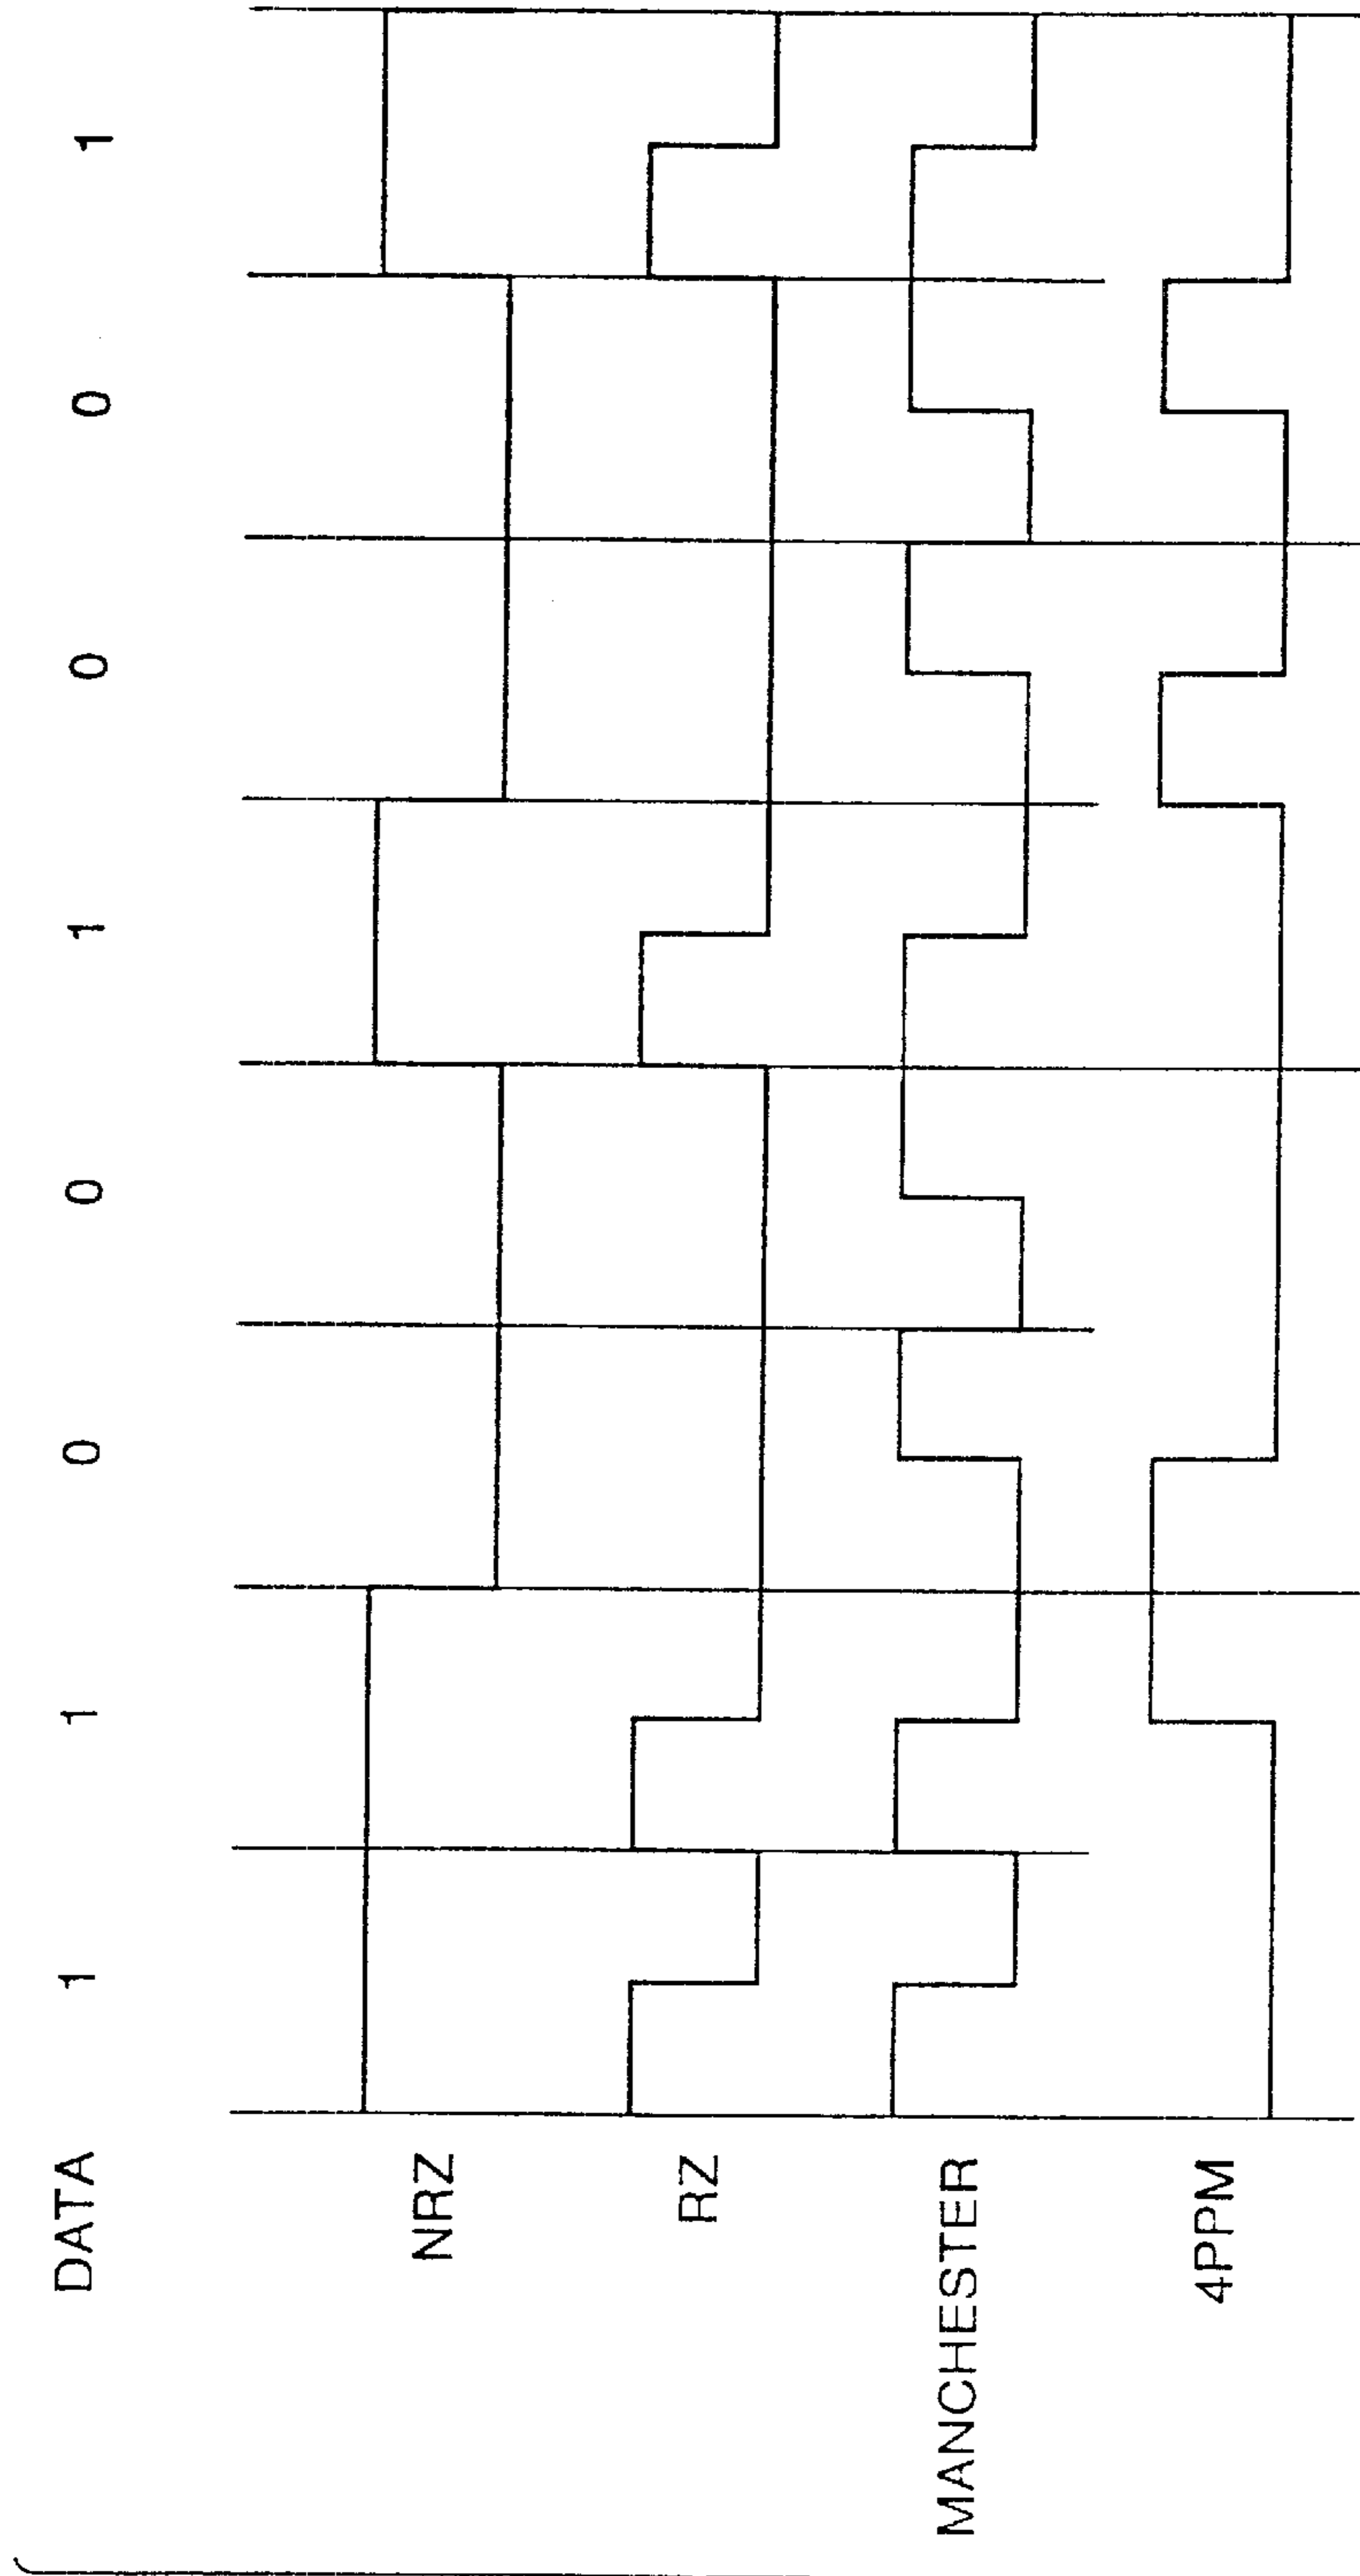 DATA 1 1 0 0 1 0 0 1
NRZ
RZ
MANCHESTER
4PPM